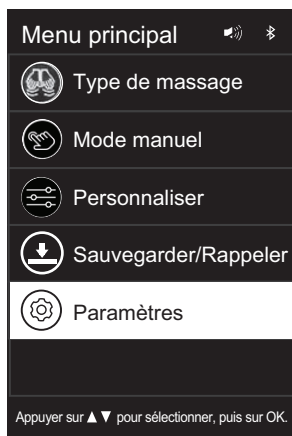 Menu principal
Type de massage
Mode manuel
Personnaliser
Sauvegarder/Rappeler
Paramètres
Appuyer sur ▲▼ pour sélectionner, puis sur OK.